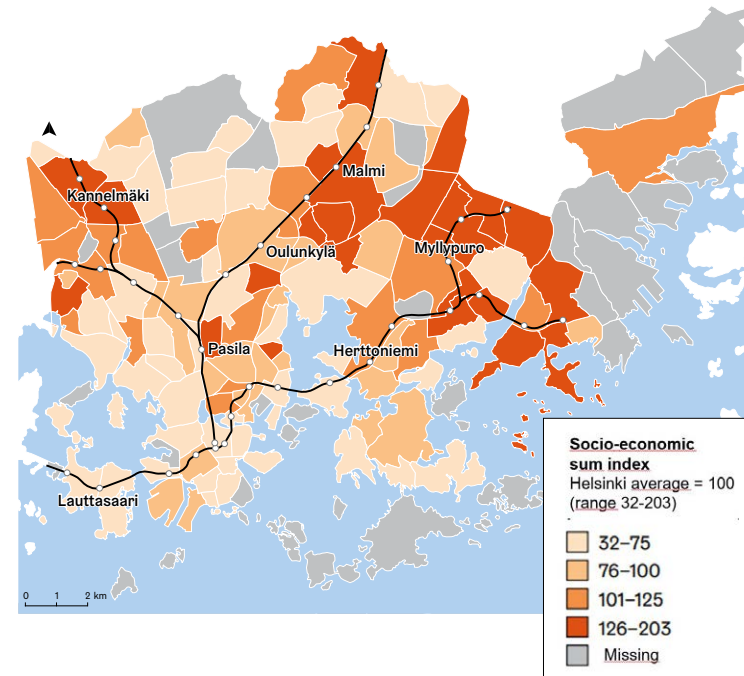 Kannelmäki
Malmi
Oulunkylä
Myllypuro
Pasila
Herttoniemi
Lauttasaari
0 1 2 km
Socio-economic
sum index
Helsinki average = 100
(range 32-203)
32–75
76–100
101–125
126–203
Missing